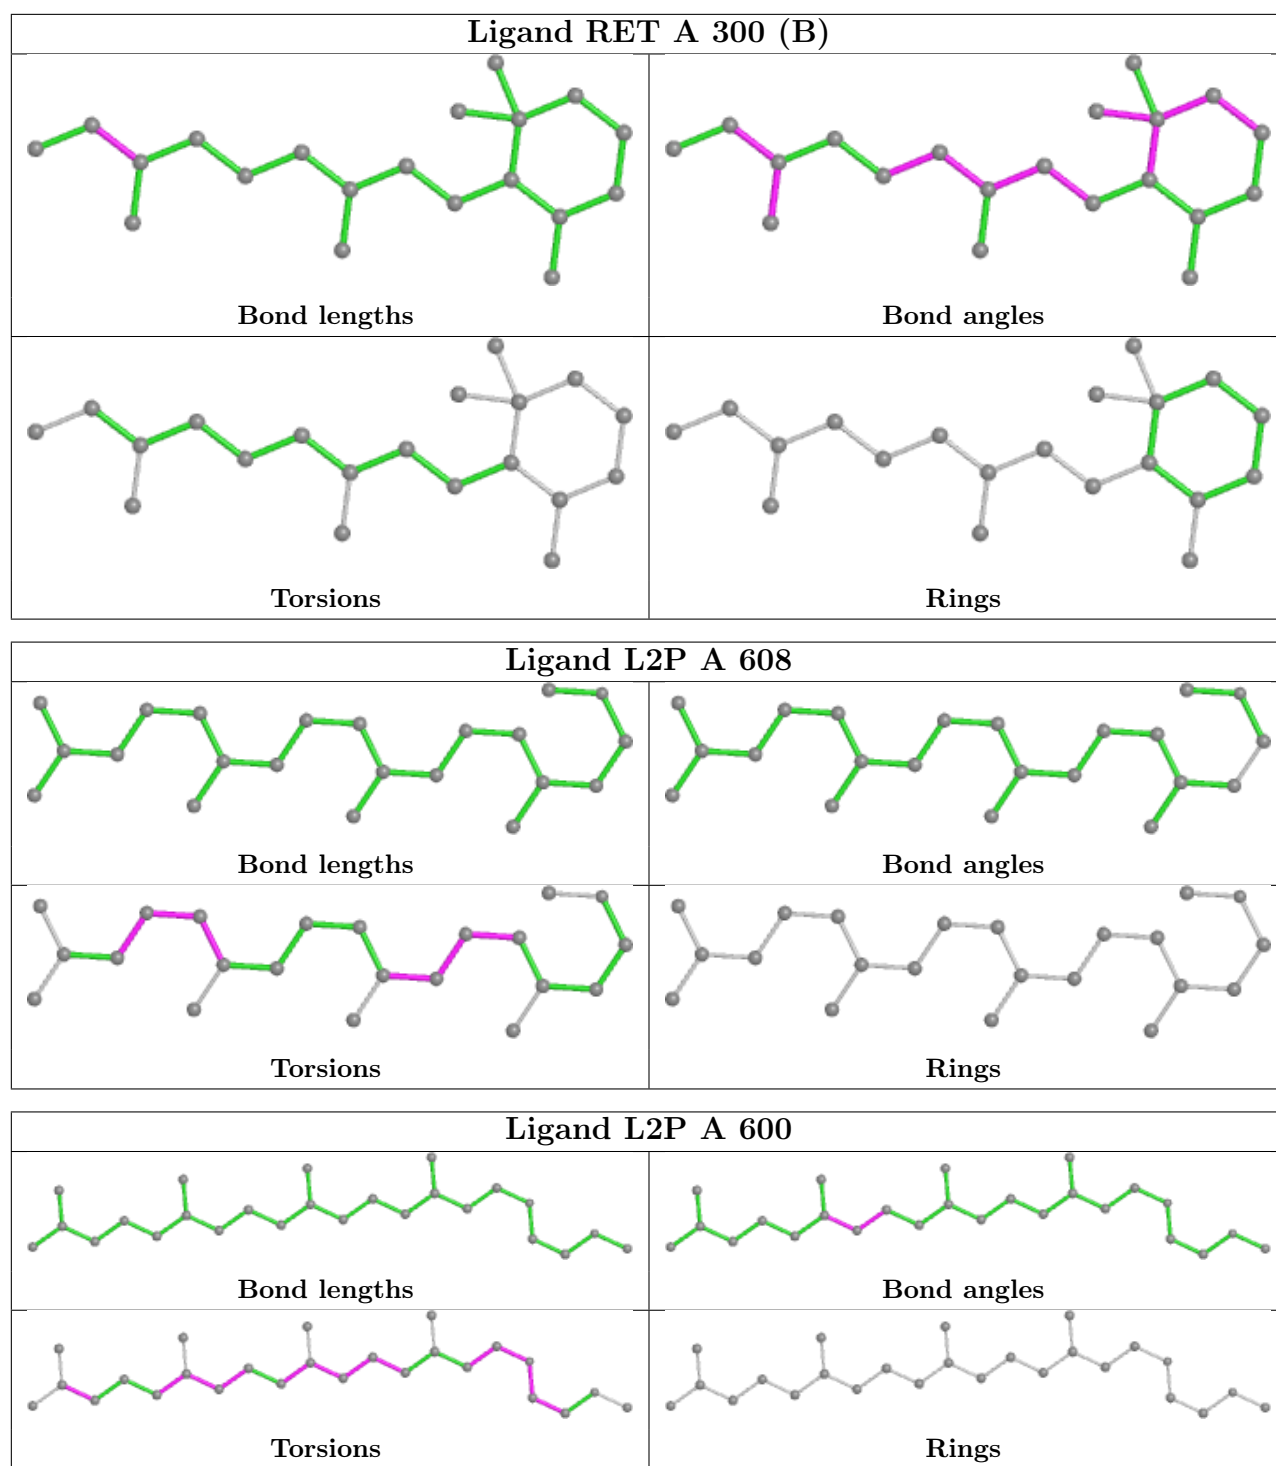 Ligand RET A 300 (B)
Bond lengths
Bond angles
Torsions
Rings
Ligand L2P A 608
Bond lengths
Bond angles
Torsions
Rings
Ligand L2P A 600
Bond lengths
Bond angles
Torsions
Rings